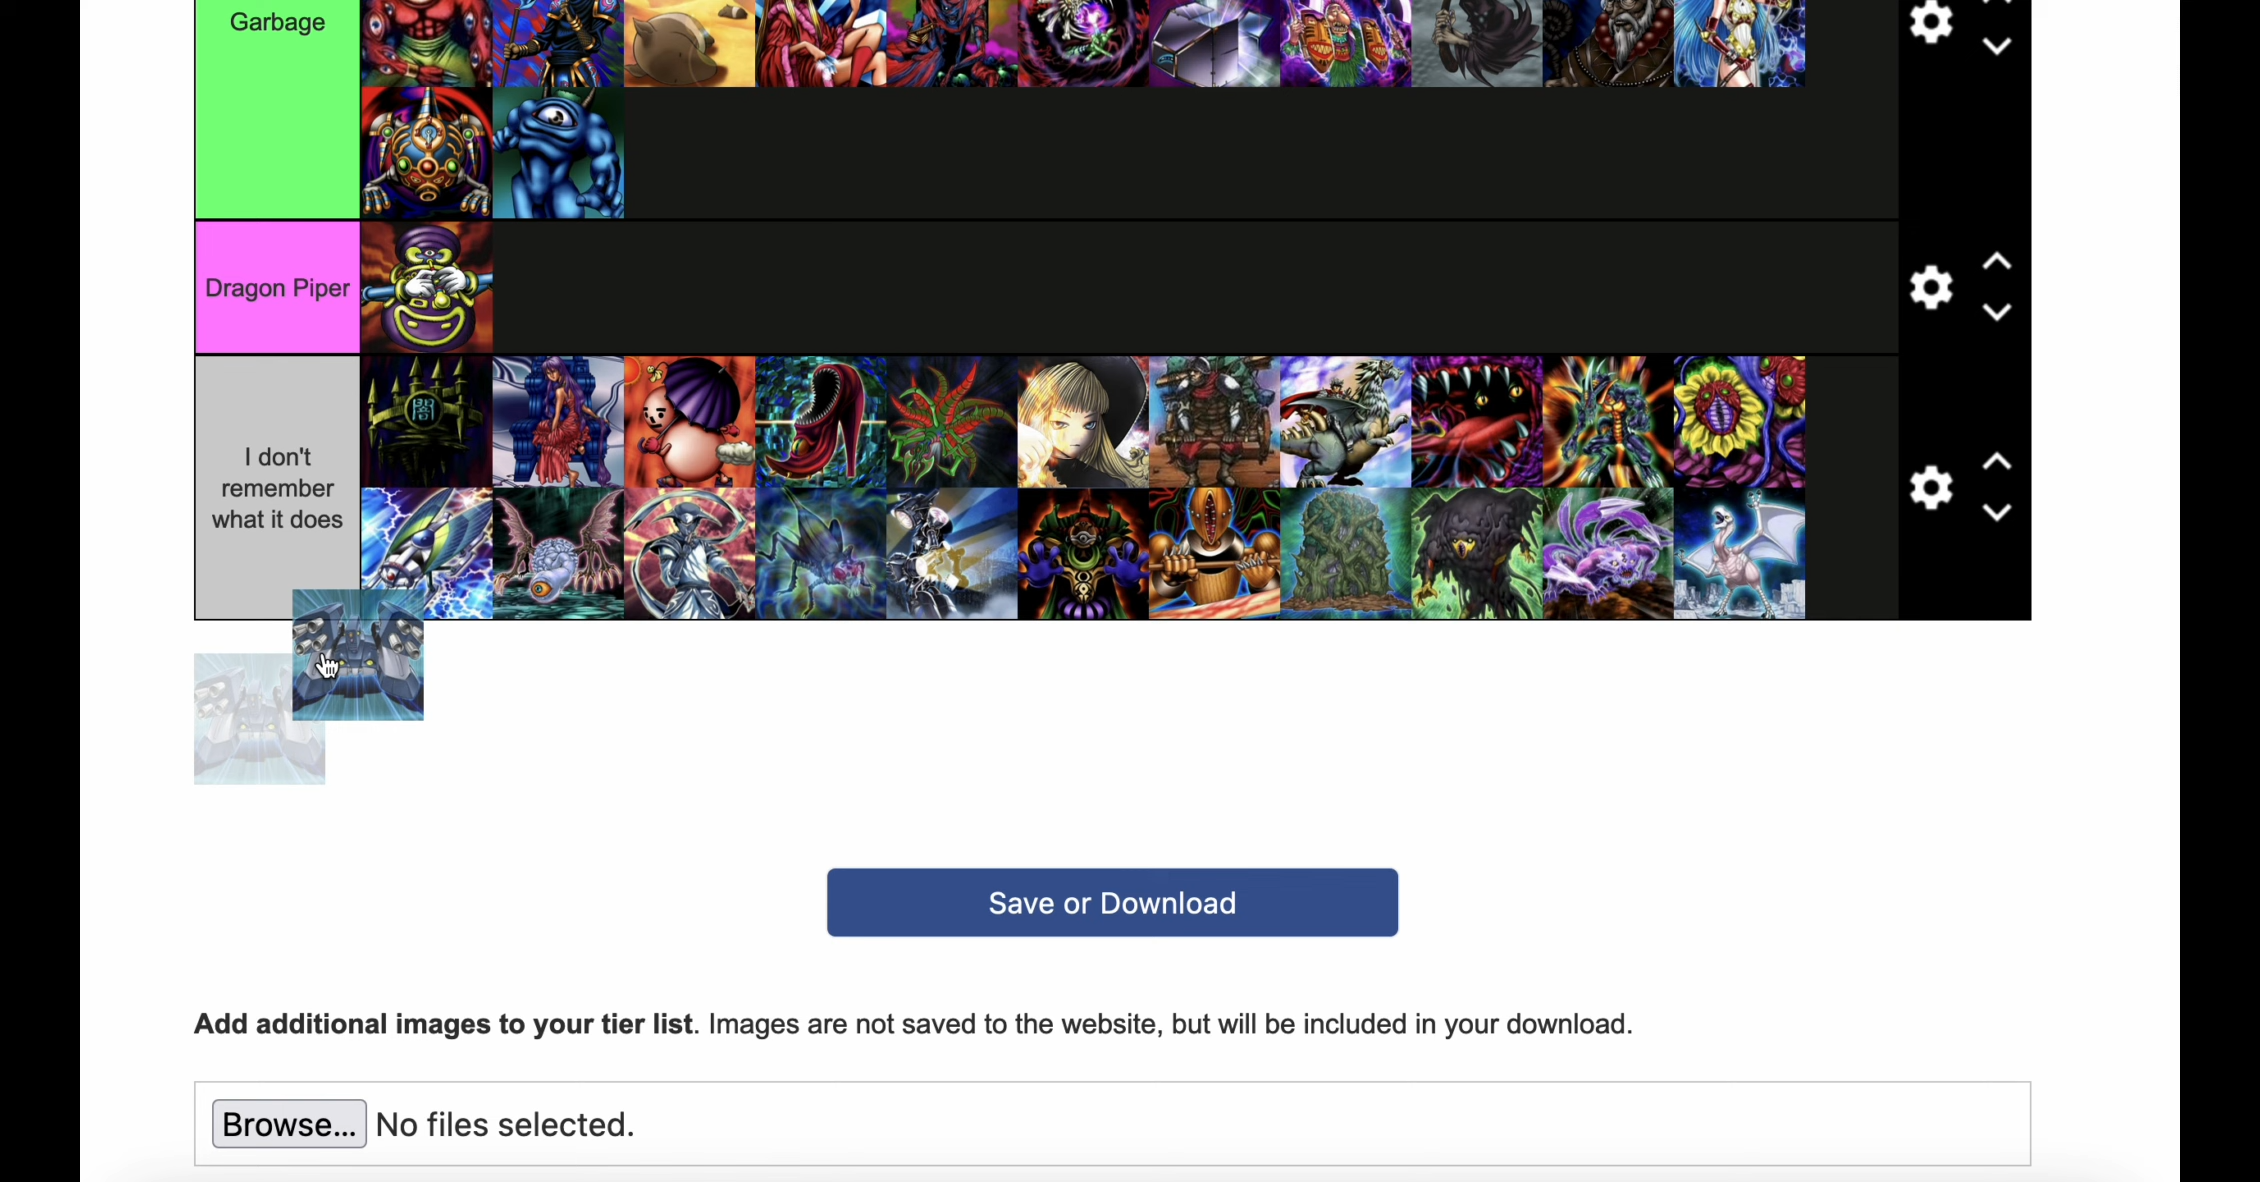 Garbage
Dragon Piper
闇
I don't
remember
what it does
Save or Download
Add additional images to your tier list. Images are not saved to the website, but will be included in your download.
Browse... No files selected.